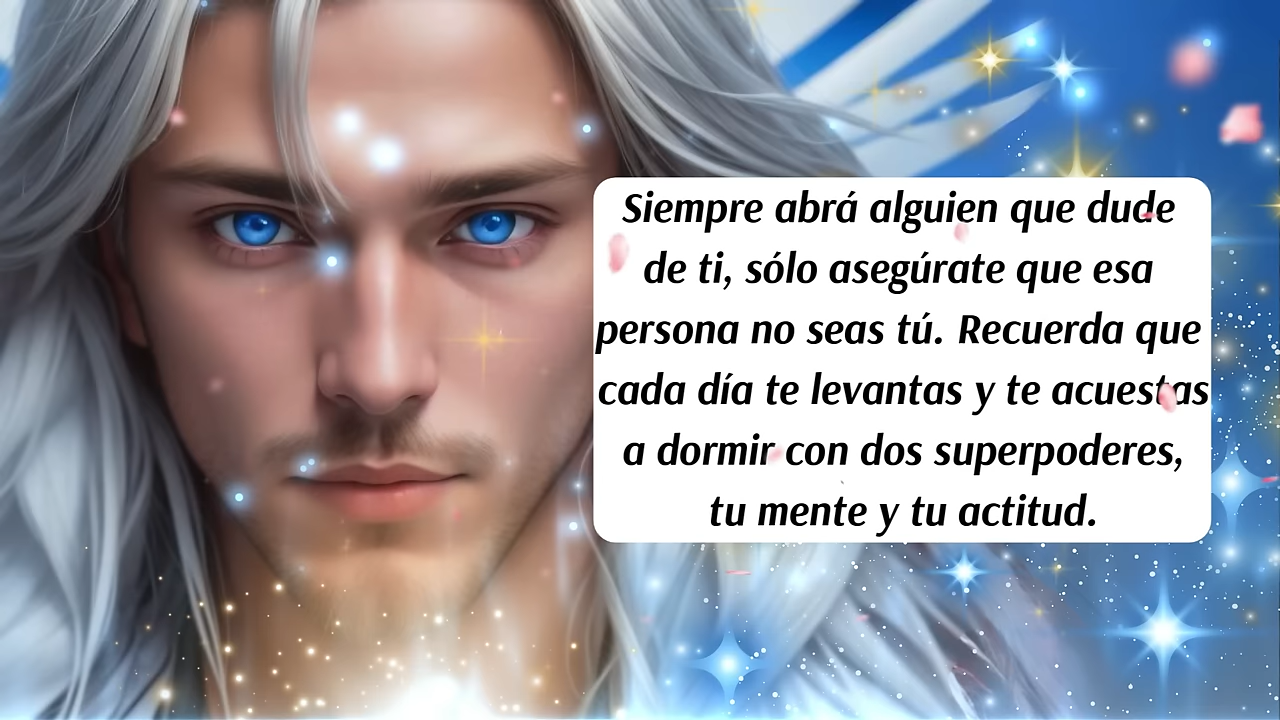 Siempre abrá alguien que dude
de ti, sólo asegúrate que esa
persona no seas tú. Recuerda que
cada día te levantas y te acuestas
a dormir con dos superpoderes,
tu mente y tu actitud.